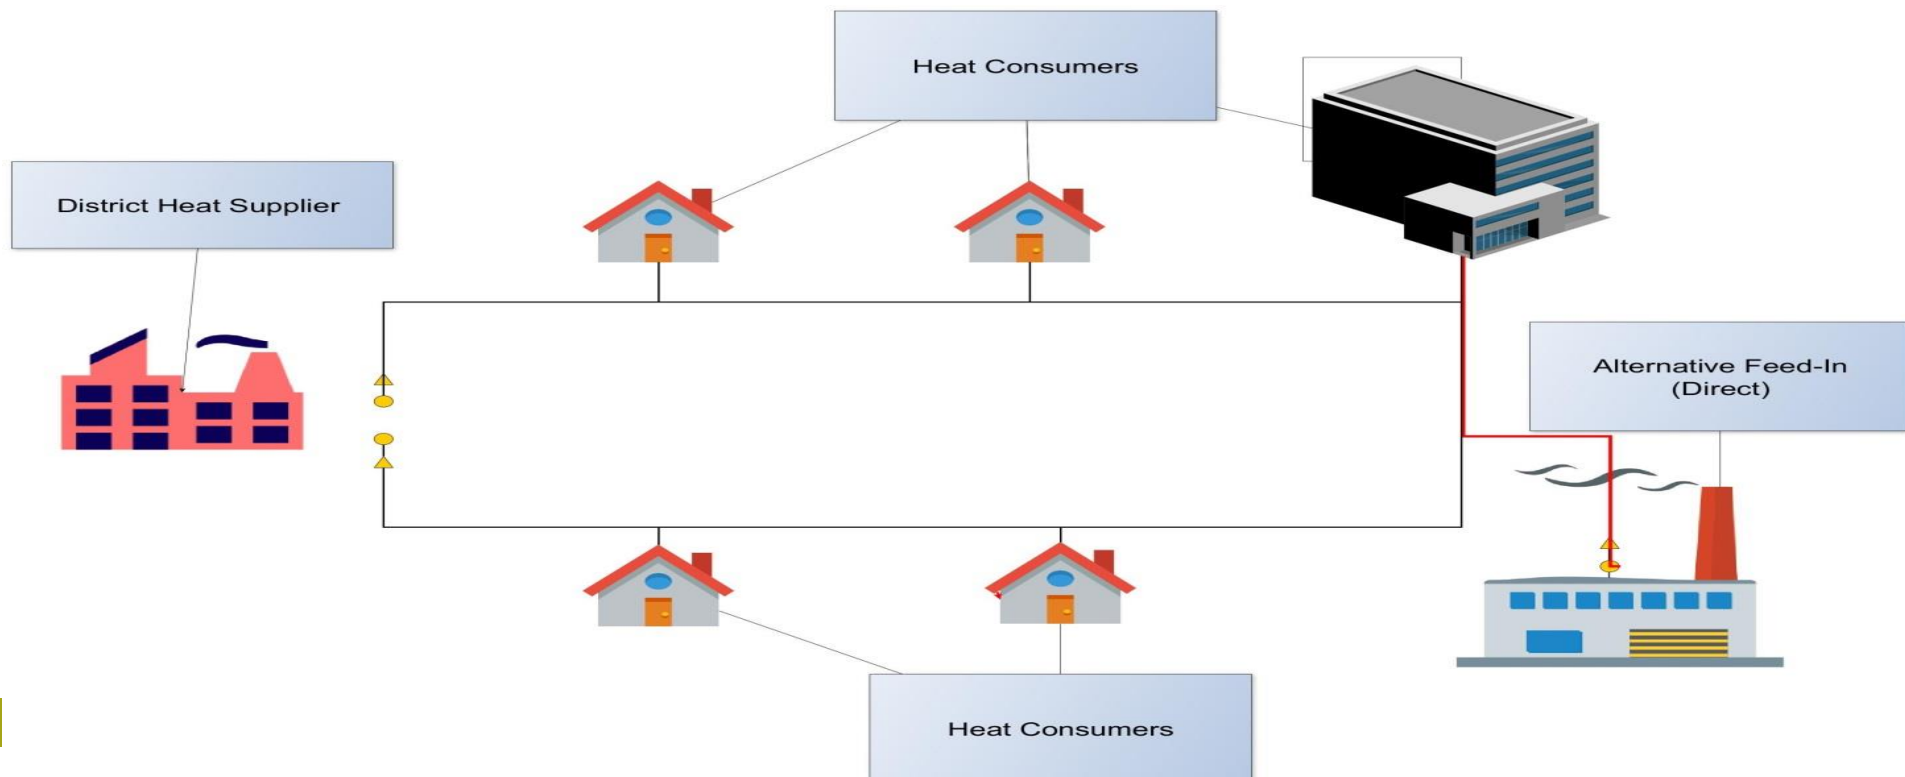 Heat Consumers
District Heat Supplier
Alternative Feed-In
(Direct)
Heat Consumers